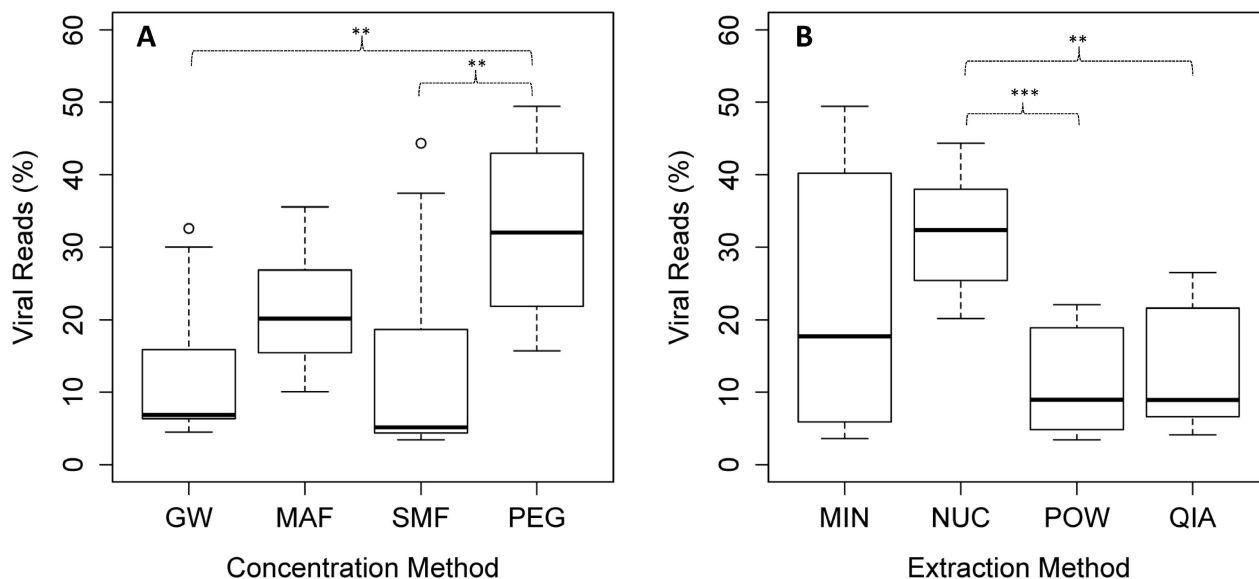 A
**
**
Viral Reads (%)
60
50
40
30
20
10
0
GW MAF SMF PEG
Concentration Method
B
**
***
Viral Reads (%)
60
50
40
30
20
10
0
MIN NUC POW QIA
Extraction Method